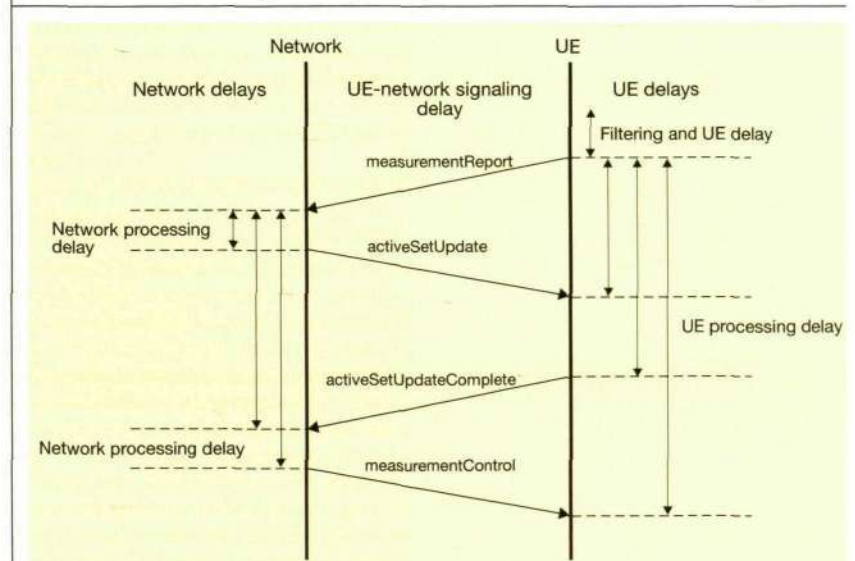 Network
UE
Network delays
UE-network signaling
delay
UE delays
Filtering and UE delay
measurementReport
Network processing
delay
activeSetUpdate
UE processing delay
activeSetUpdateComplete
Network processing delay
measurementControl